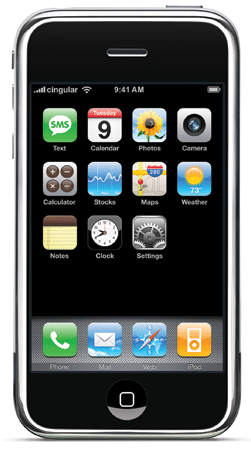 cingular 9:41 AM
SMS Tuesday 9 280 73°
Text Calendar Photos Camera
Calculator Stocks Maps Weather
Notes Clock Settings
Phone Mail Web iPod